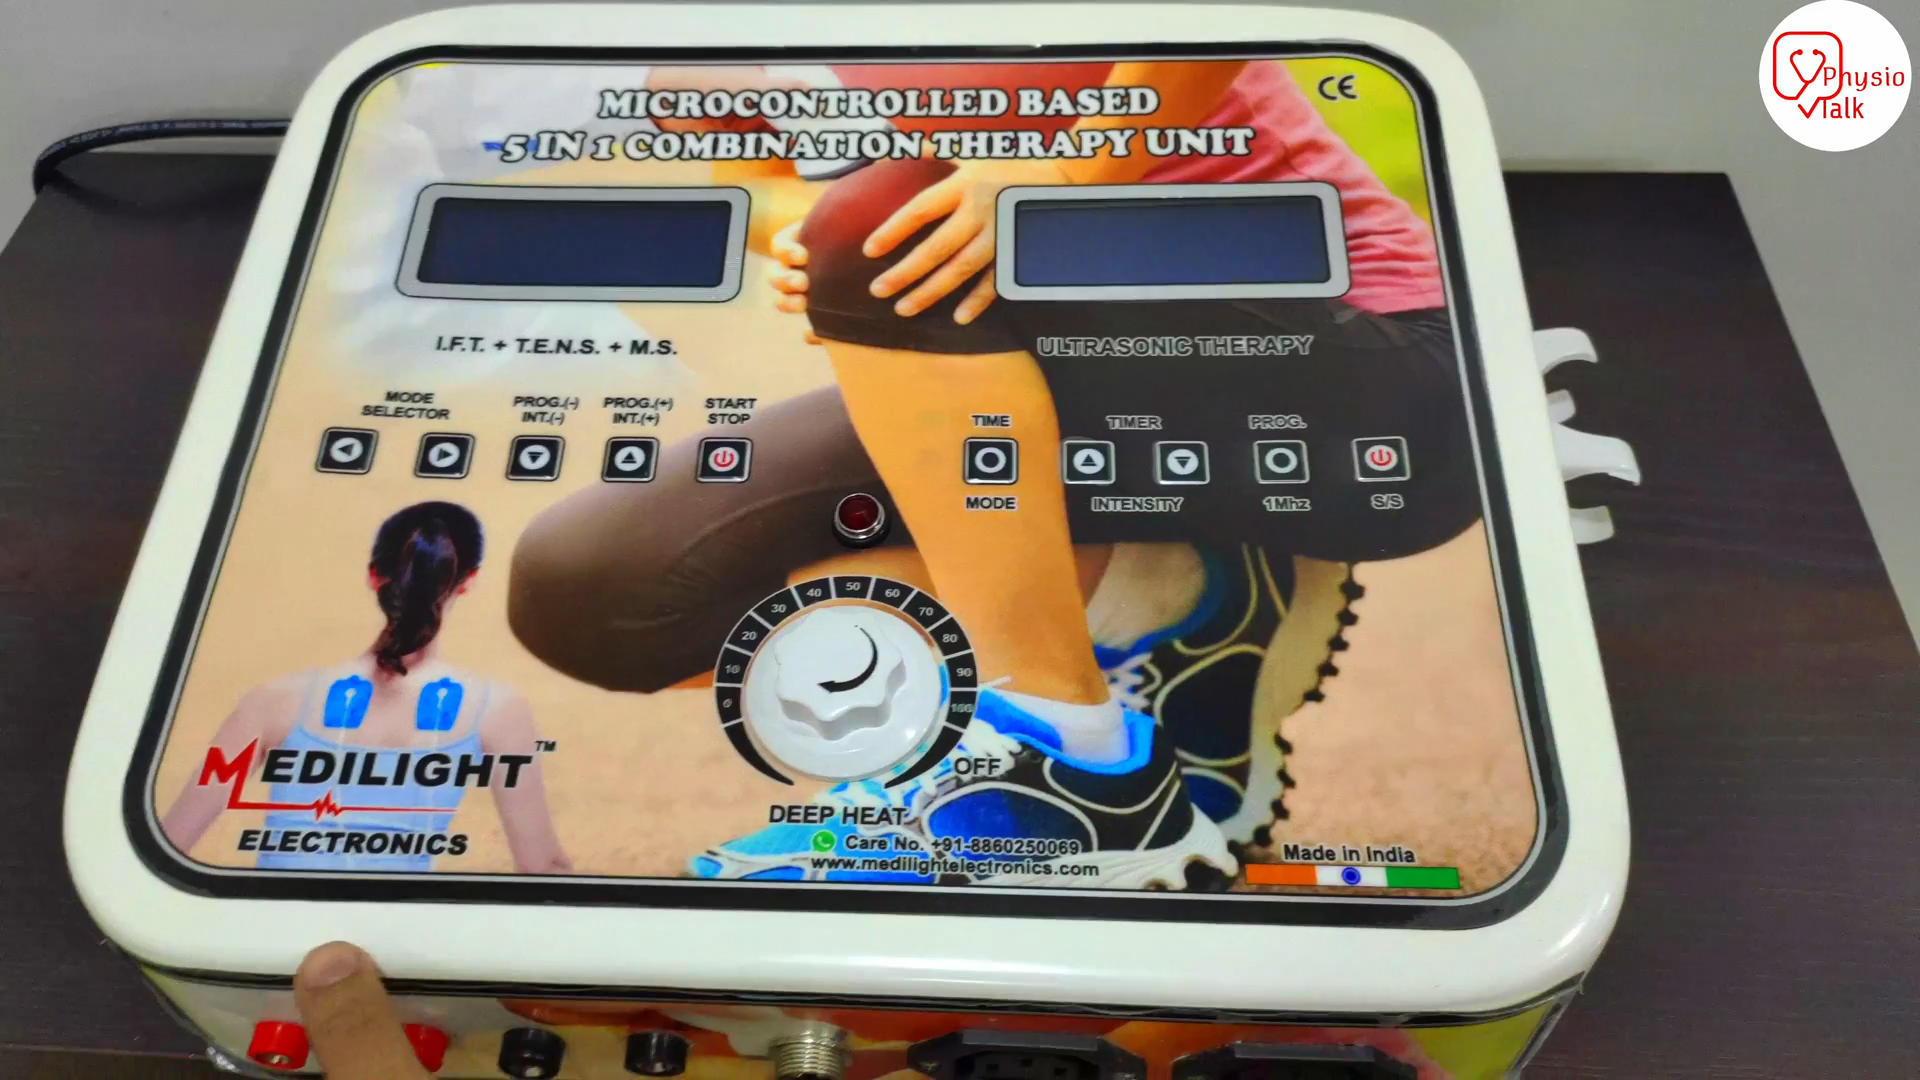 Physio
Talk
CE
MICROCONTROLLED BASED
5 IN 1 COMBINATION THERAPY UNIT
I.F.T. + T.E.N.S. + M.S.
ULTRASONIC THERAPY
MODE
SELECTOR
PROG.(-)
INT.(-)
PROG.(+)
INT.(+)
START
STOP
TIME
TIMER
PROG.
MODE
INTENSITY
1Mhz
S/S
0 10 20 30 40 50 60 70 80 90 100
OFF
DEEP HEAT
MEDILIGHT™
ELECTRONICS
Care No. +91-8860250069
www.medilightelectronics.com
Made in India